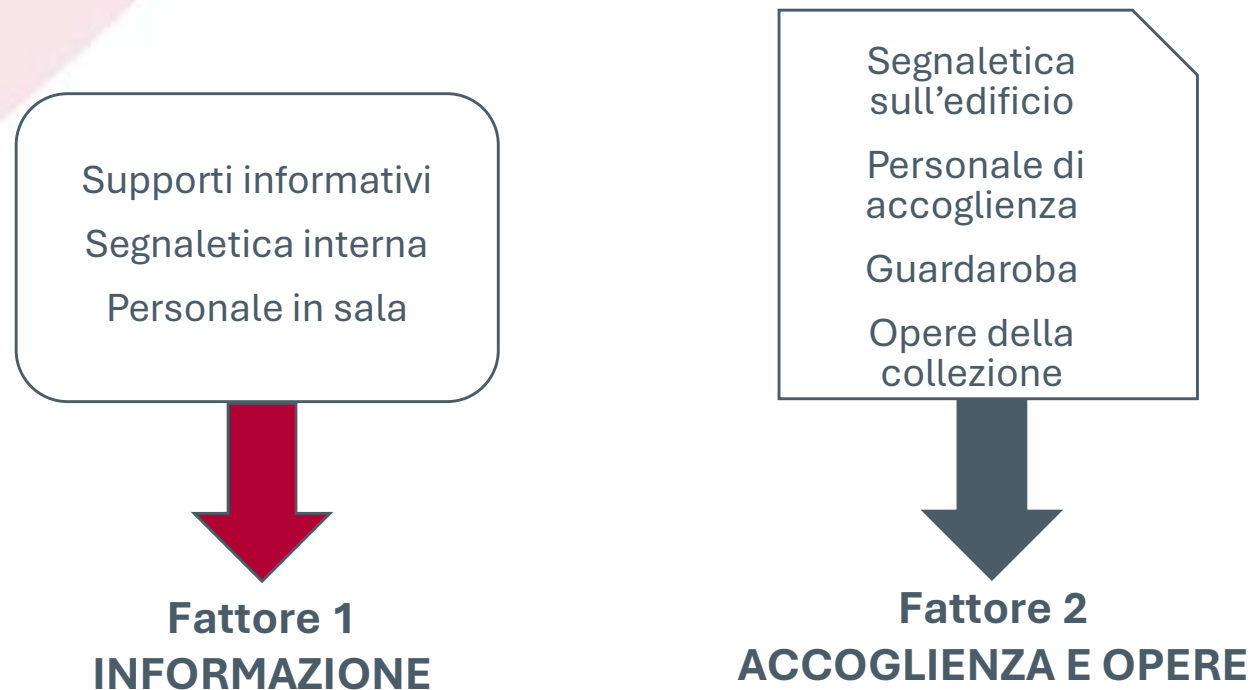 Supporti informativi
Segnaletica interna
Personale in sala
Fattore 1
INFORMAZIONE
Segnaletica
sull’edificio
Personale di
accoglienza
Guardaroba
Opere della
collezione
Fattore 2
ACCOGLIENZA E OPERE